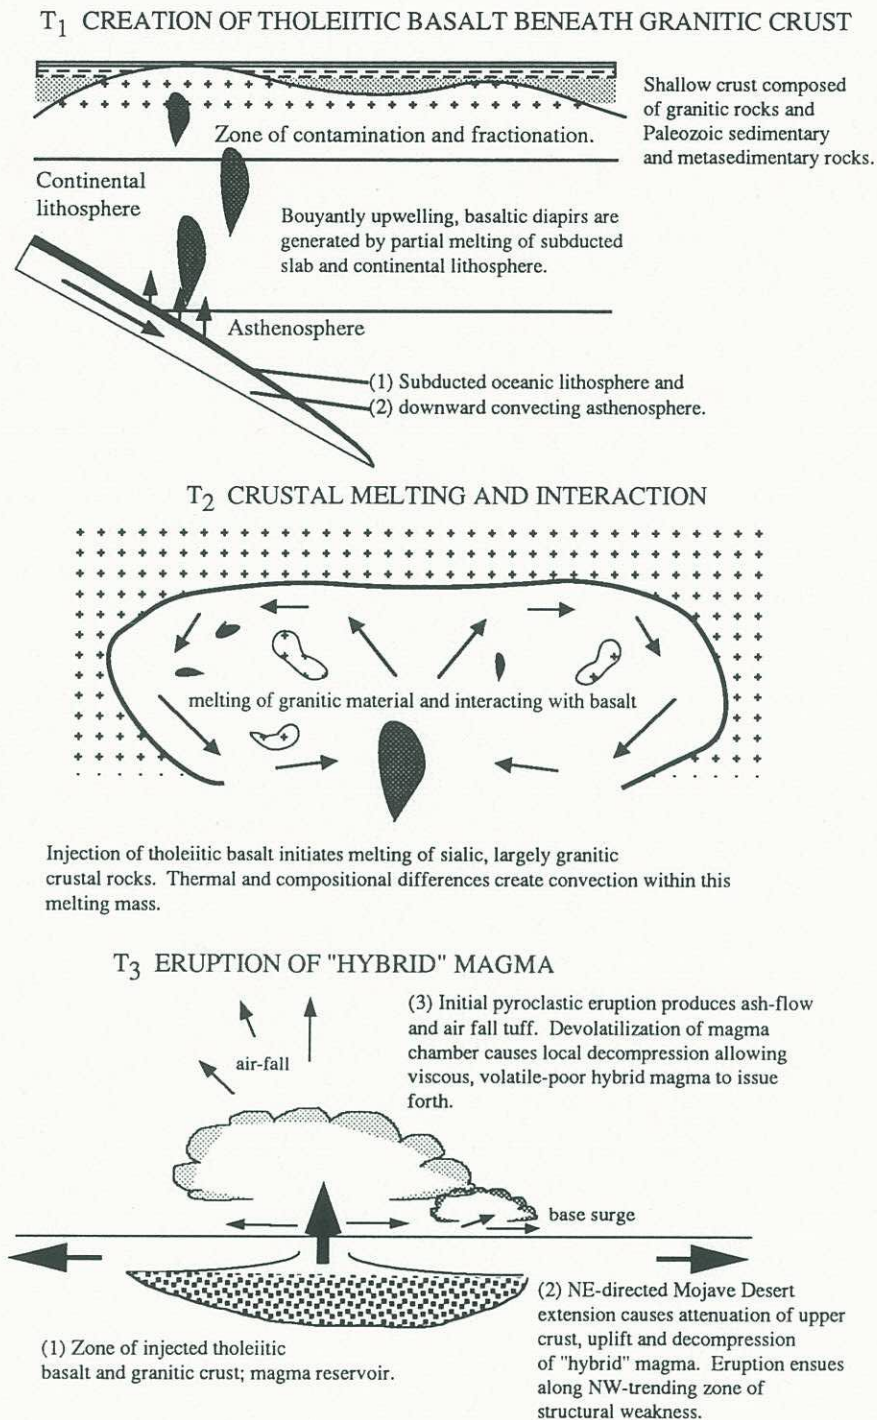 T1 CREATION OF THOLEIITIC BASALT BENEATH GRANITIC CRUST
Shallow crust composed
of granitic rocks and
Paleozoic sedimentary
and metasedimentary rocks.
Zone of contamination and fractionation.
Continental
lithosphere
Bouyantly upwelling, basaltic diapirs are
generated by partial melting of subducted
slab and continental lithosphere.
Asthenosphere
(1) Subducted oceanic lithosphere and
(2) downward convecting asthenosphere.
T2 CRUSTAL MELTING AND INTERACTION
melting of granitic material and interacting with basalt
Injection of tholeiitic basalt initiates melting of sialic, largely granitic
crustal rocks. Thermal and compositional differences create convection within this
melting mass.
T3 ERUPTION OF "HYBRID" MAGMA
(3) Initial pyroclastic eruption produces ash-flow
and air fall tuff. Devolatilization of magma
chamber causes local decompression allowing
viscous, volatile-poor hybrid magma to issue
forth.
air-fall
base surge
(1) Zone of injected tholeiitic
basalt and granitic crust; magma reservoir.
(2) NE-directed Mojave Desert
extension causes attenuation of upper
crust, uplift and decompression
of "hybrid" magma. Eruption ensues
along NW-trending zone of
structural weakness.